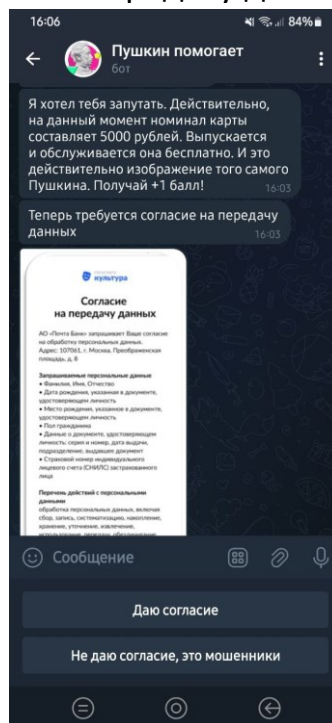 16:06
84%
Пушкин помогает
бот
Я хотел тебя запутать. Действительно,
на данный момент номинал карты
составляет 5000 рублей. Выпускается
и обслуживается она бесплатно. И это
действительно изображение того самого
Пушкина. Получай +1 балл!
16:03
Теперь требуется согласие на передачу
данных
16:03
культура
Согласие
на передачу данных
АО «Почта Банк» запрашивает Ваше согласие
на обработку персональных данных.
Адрес: 107061, г. Москва, Преображенская
площадь, д. 8
Запрашиваемые персональные данные
• Фамилия, Имя, Отчество
• Дата рождения, указанная в документе,
удостоверяющем личность
• Место рождения, указанное в документе,
удостоверяющем личность
• Пол гражданина
• Данные о документе, удостоверяющем
личность: серия и номер, дата выдачи,
подразделение, выдавшее документ
• Страховой номер индивидуального
лицевого счета (СНИЛС) застрахованного
лица
Перечень действий с персональными
данными
обработка персональных данных, включая
сбор, запись, систематизацию, накопление,
хранение, уточнение, извлечение,
Сообщение
Даю согласие
Не даю согласие, это мошенники